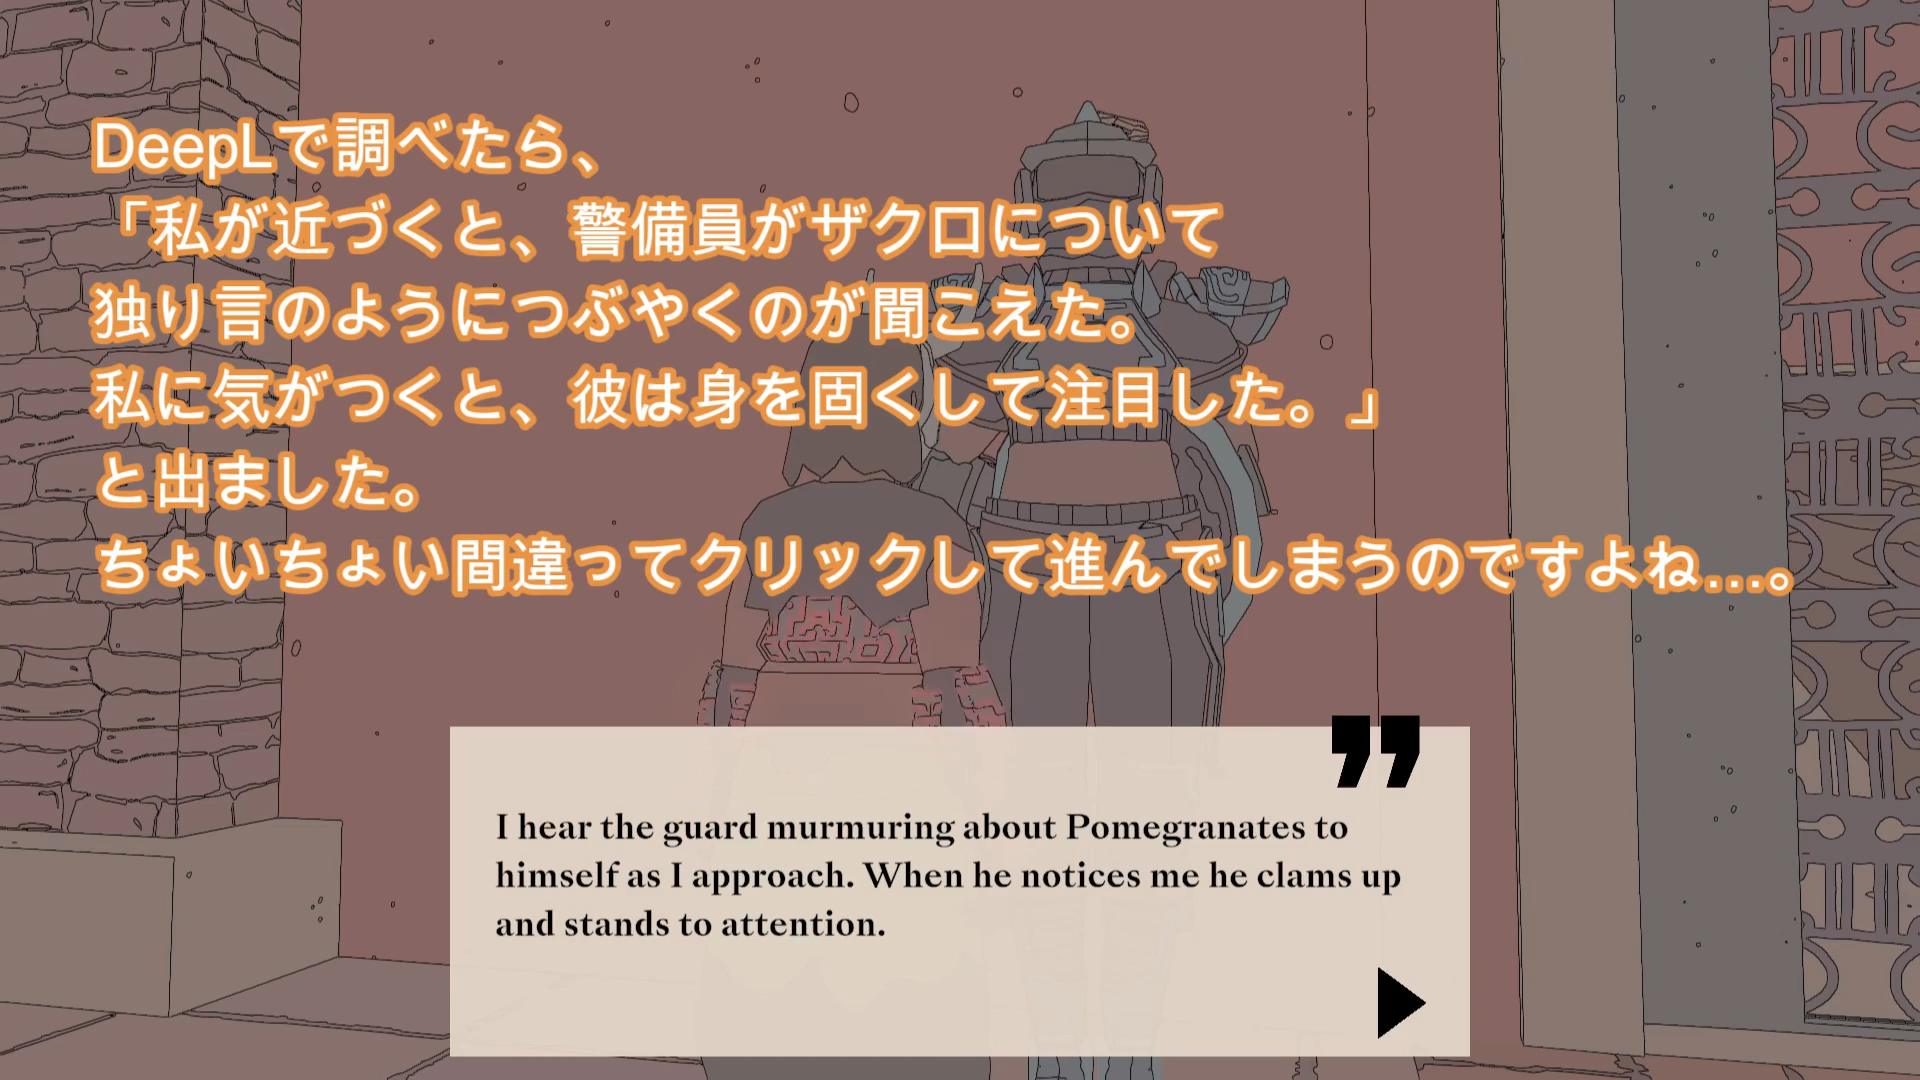 DeepLで調べたら、
「私が近づくと、警備員がザクロについて
独り言のようにつぶやくのが聞こえた。
私に気がつくと、彼は身を固くして注目した。」
と出ました。
ちょいちょい間違ってクリックして進んでしまうのですよね…。
I hear the guard murmuring about Pomegranates to
himself as I approach. When he notices me he clams up
and stands to attention.